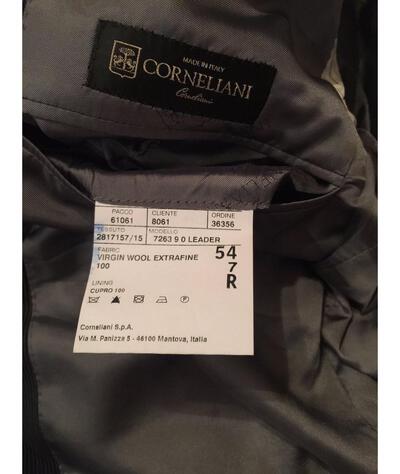 MADE IN ITALY
CORNELIANI
Corneliani
PACCO CLIENTE ORDINE
61061 8061 36356
TESSUTO MODELLO
2817157/15 7263 9 0 LEADER
FABRIC
VIRGIN WOOL EXTRAFINE
100
54
7
R
LINING
CUPRO 100
P
Corneliani S.p.A.
Via M. Panizza 5 - 46100 Mantova, Italia